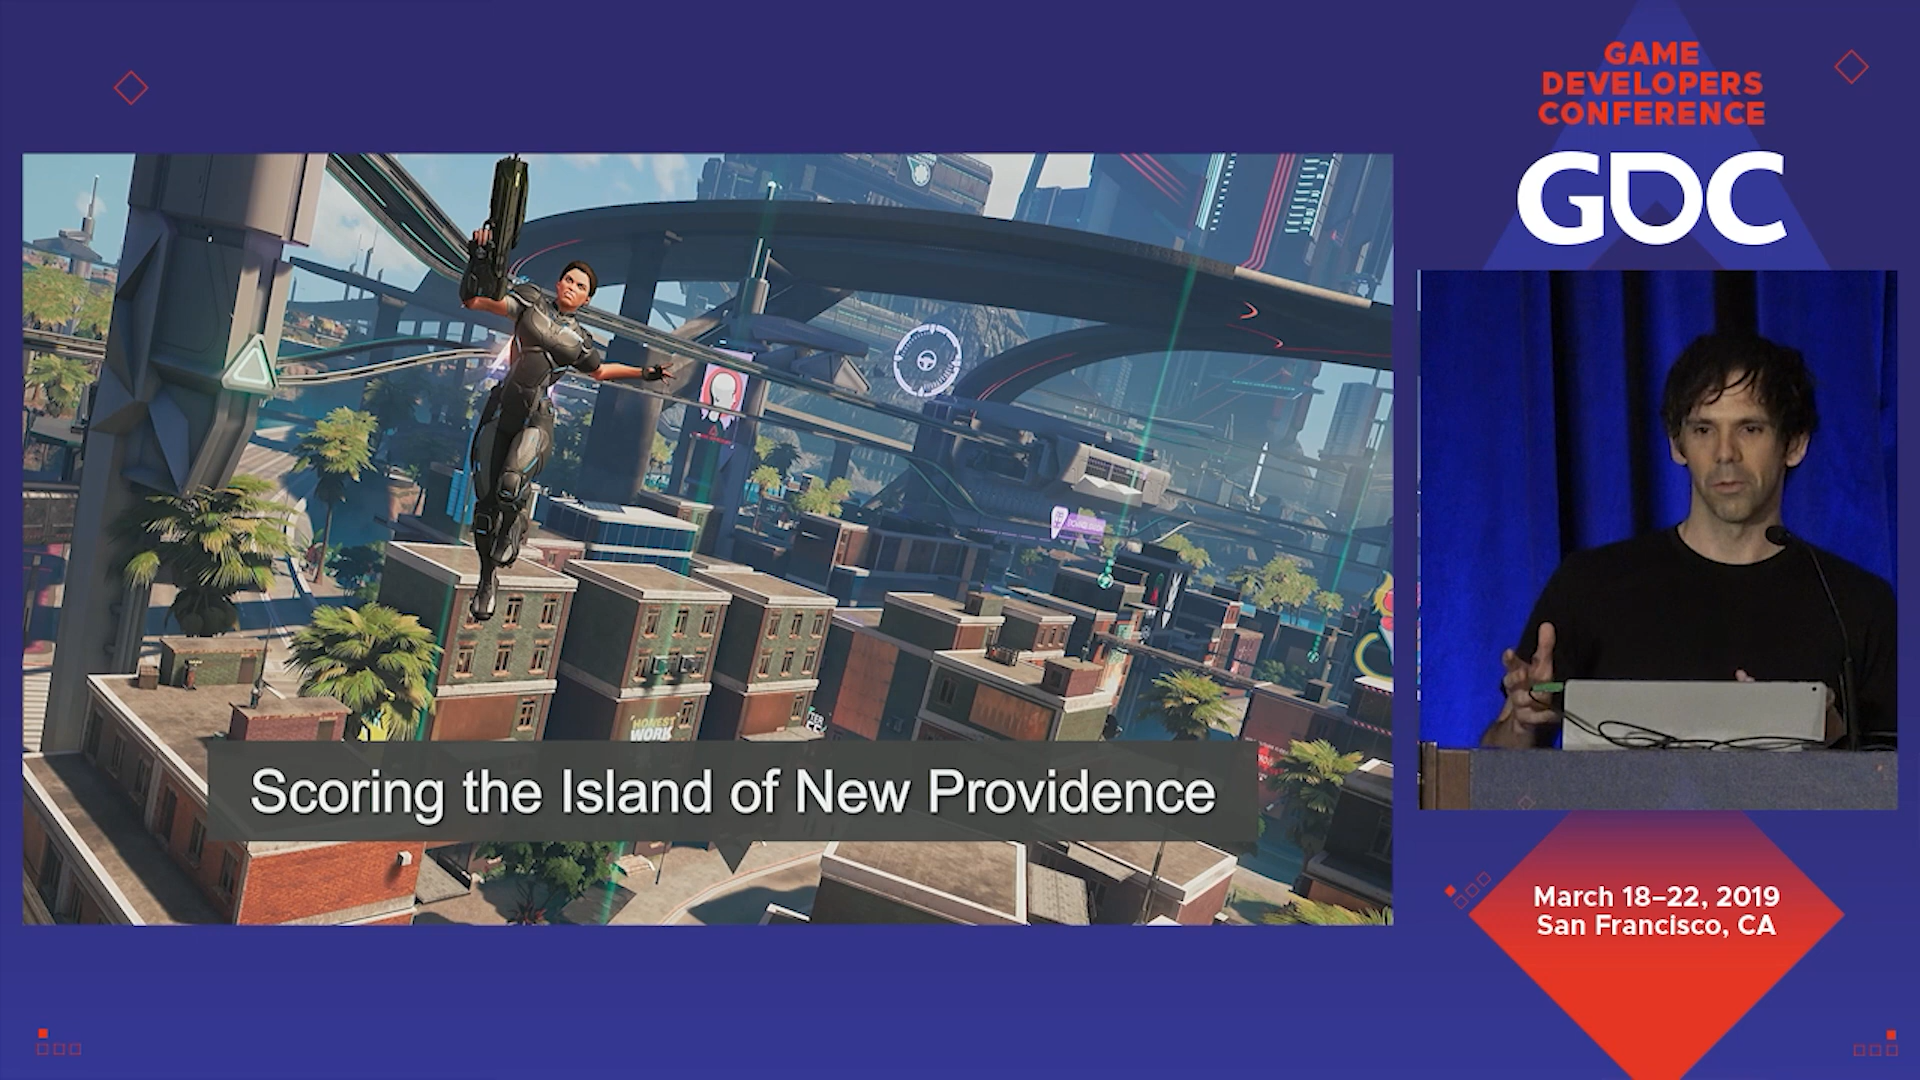 GAME
DEVELOPERS
CONFERENCE
GDC
HONEST
WORK
Scoring the Island of New Providence
March 18–22, 2019
San Francisco, CA